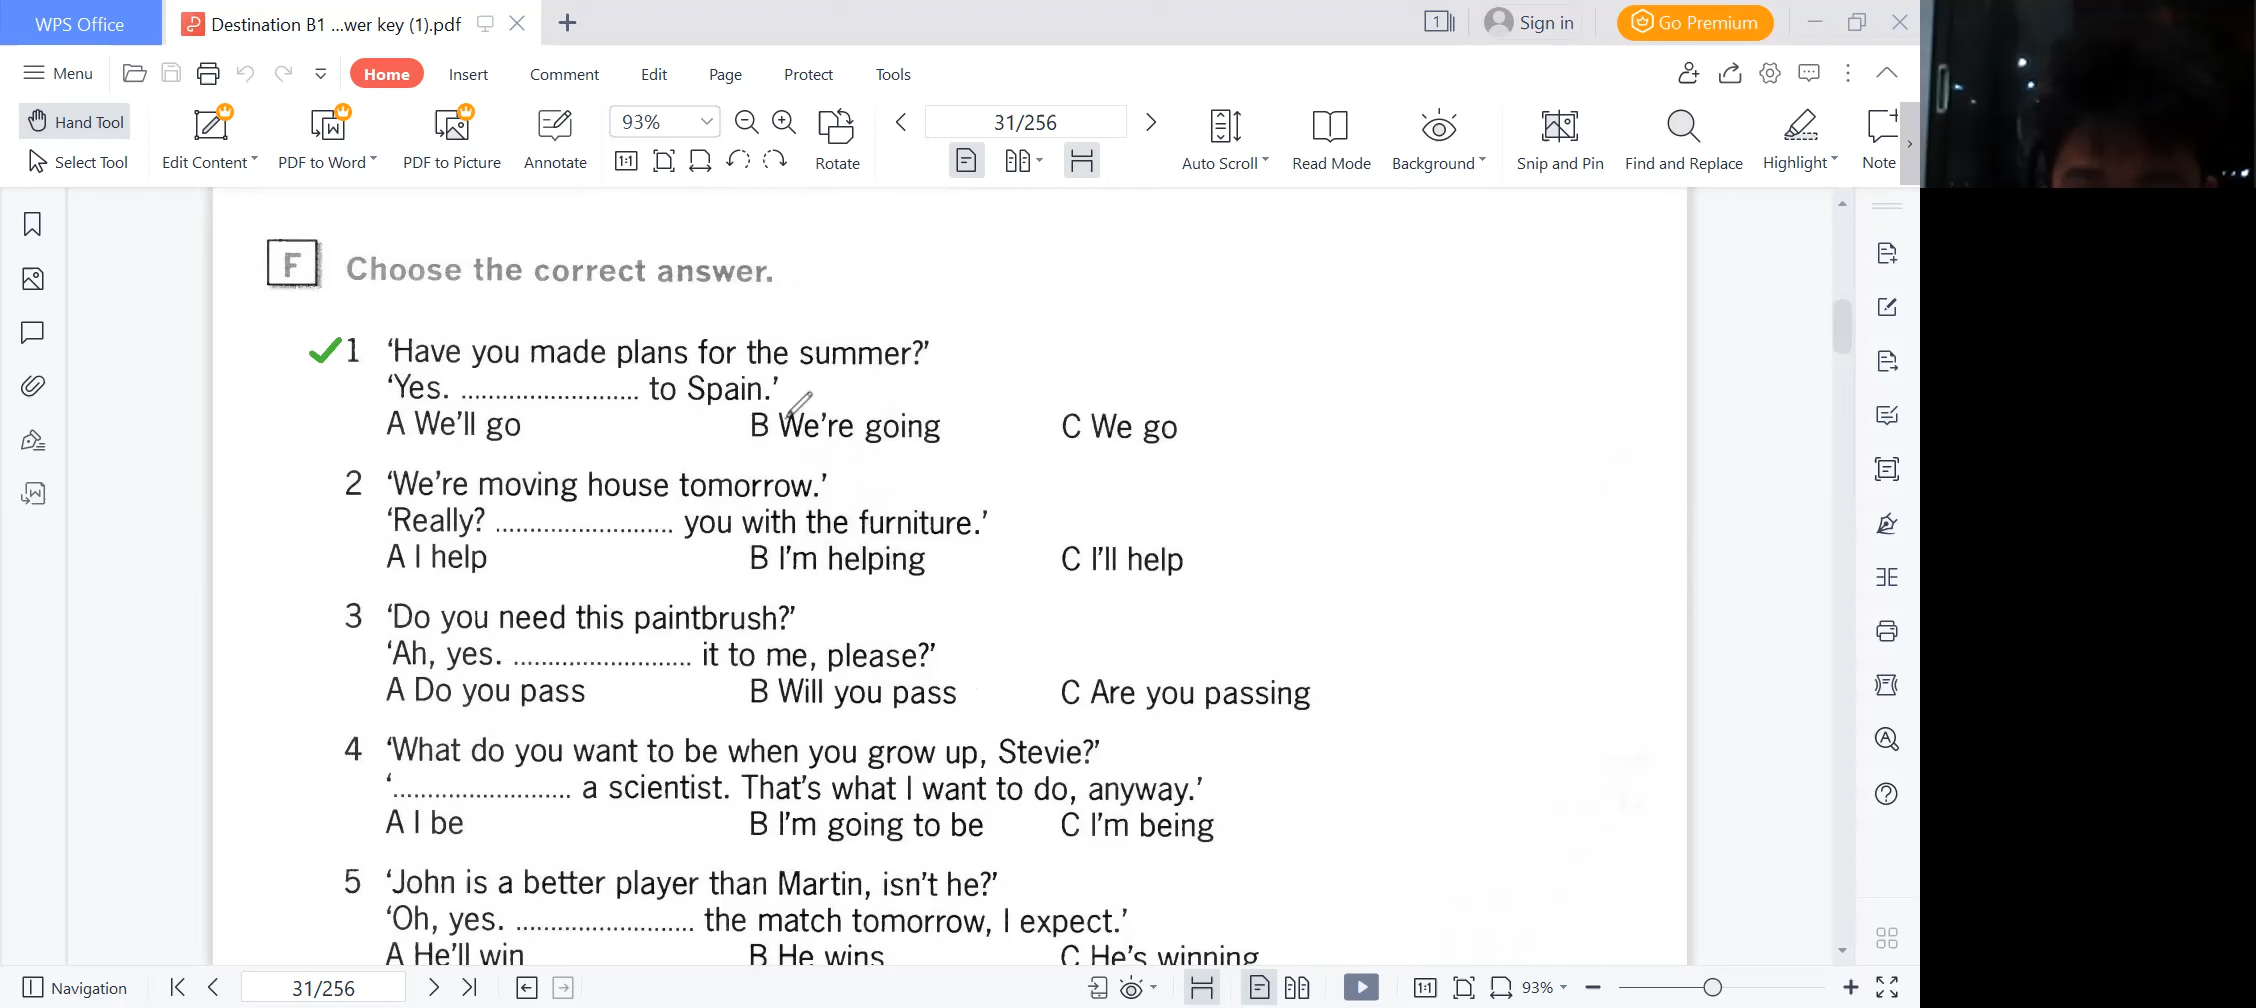 WPS Office
Destination B1 ...wer key (1).pdf
1
Sign in
Go Premium
Menu
Home
Insert
Comment
Edit
Page
Protect
Tools
Hand Tool
Select Tool
Edit Content
PDF to Word
PDF to Picture
Annotate
93%
1:1
Rotate
31/256
Auto Scroll
Read Mode
Background
Snip and Pin
Find and Replace
Highlight
Note
F Choose the correct answer.
1 ‘Have you made plans for the summer?’
‘Yes. .......................... to Spain.’
A We’ll go B We’re going C We go
2 ‘We’re moving house tomorrow.’
‘Really? .......................... you with the furniture.’
A I help B I’m helping C I’ll help
3 ‘Do you need this paintbrush?’
‘Ah, yes. .......................... it to me, please?’
A Do you pass B Will you pass C Are you passing
4 ‘What do you want to be when you grow up, Stevie?’
‘.......................... a scientist. That’s what I want to do, anyway.’
A I be B I’m going to be C I’m being
5 ‘John is a better player than Martin, isn’t he?’
‘Oh, yes. .......................... the match tomorrow, I expect.’
A He’ll win B He wins C He’s winning
Navigation
31/256
1:1
93%